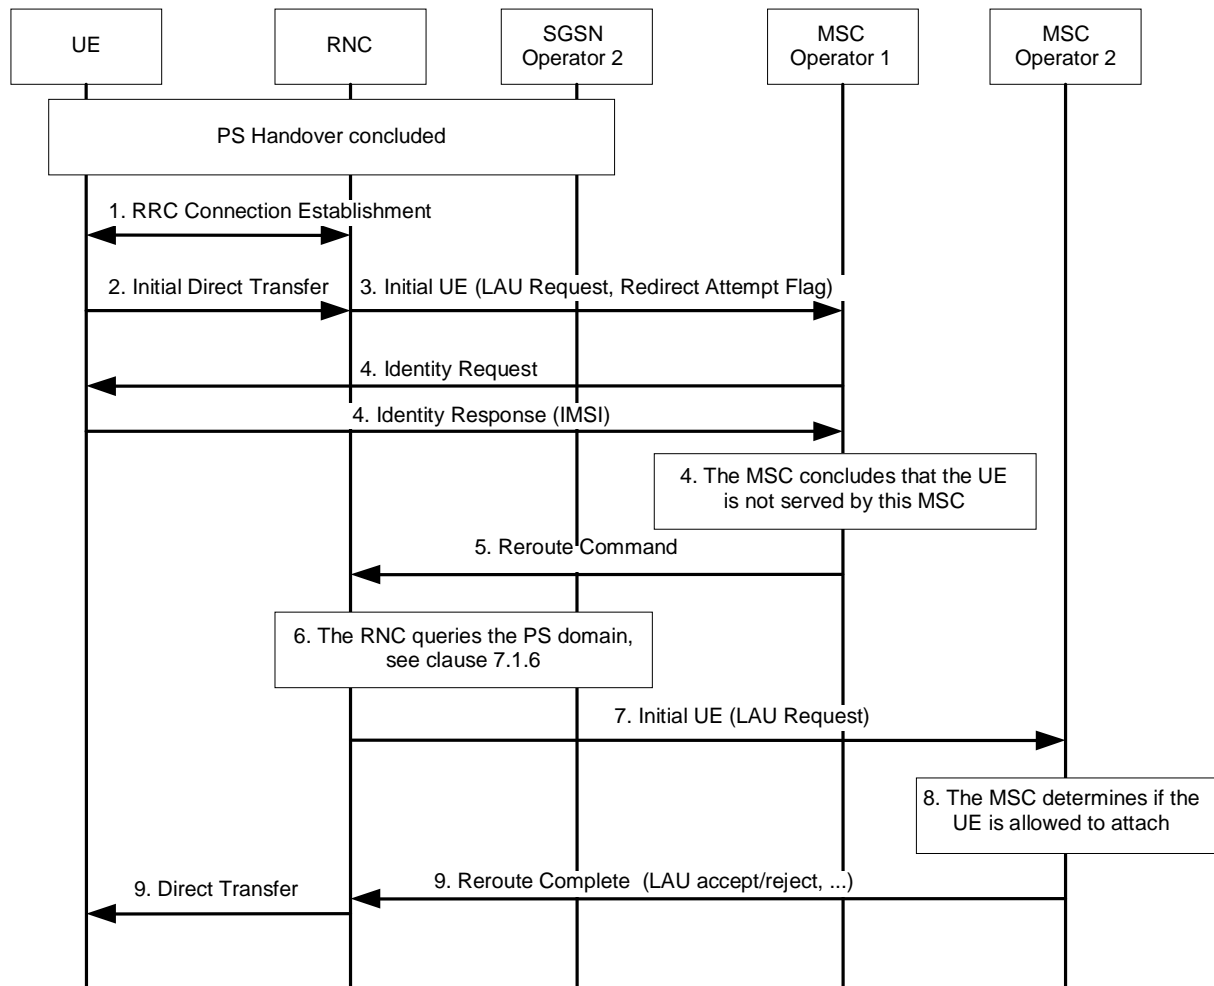 UE
RNC
SGSN
Operator 2
MSC
Operator 1
MSC
Operator 2
PS Handover concluded
1. RRC Connection Establishment
2. Initial Direct Transfer
3. Initial UE (LAU Request, Redirect Attempt Flag)
4. Identity Request
4. Identity Response (IMSI)
4. The MSC concludes that the UE
is not served by this MSC
5. Reroute Command
6. The RNC queries the PS domain,
see clause 7.1.6
7. Initial UE (LAU Request)
8. The MSC determines if the
UE is allowed to attach
9. Direct Transfer
9. Reroute Complete (LAU accept/reject, ...)